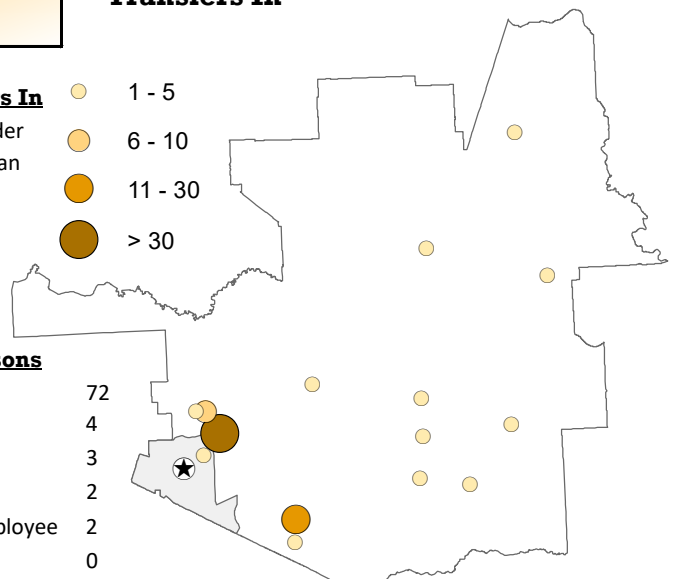 Transfers In
s In
der
an
1 - 5
6 - 10
11 - 30
> 30
sons
72
4
3
2
ployee 2
0